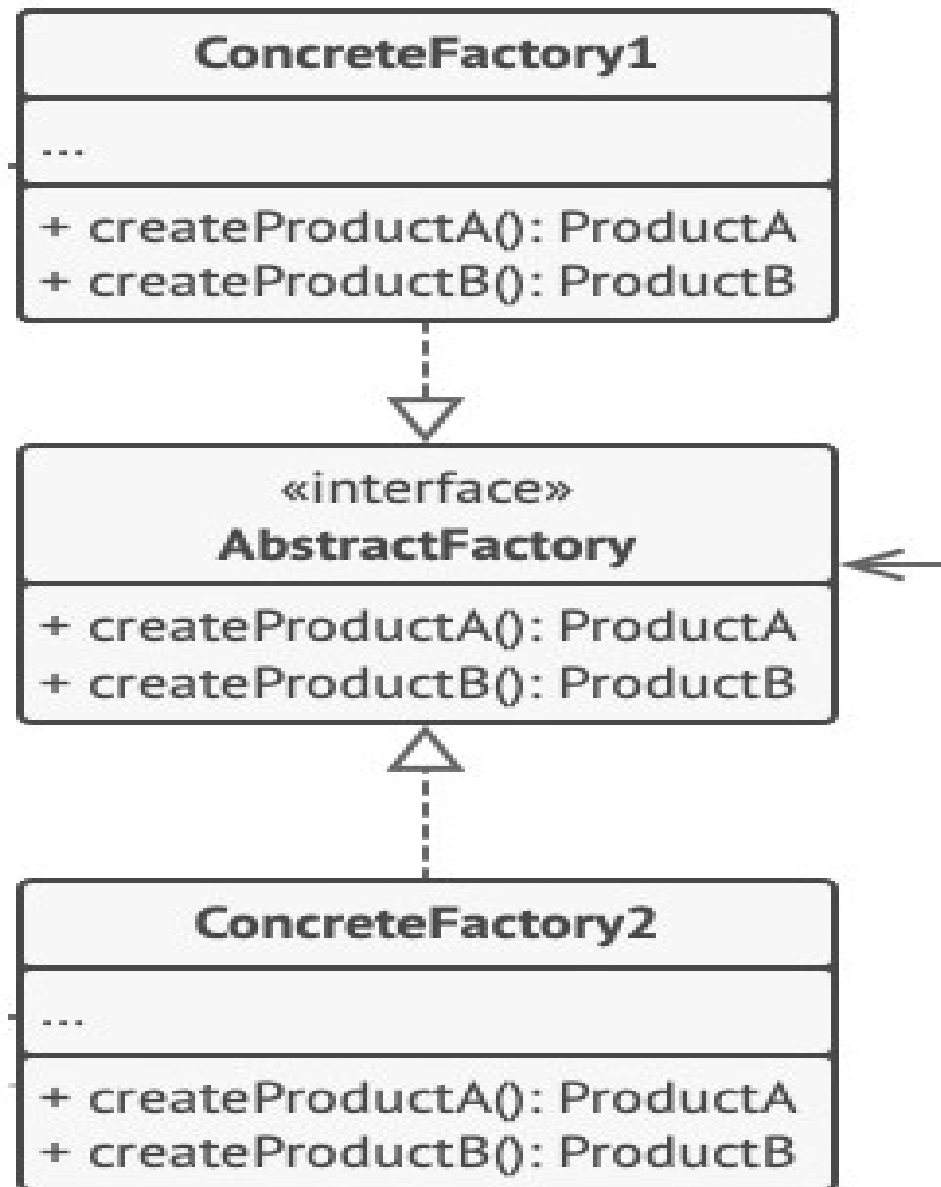 ConcreteFactory1
...
+ createProductA(): ProductA
+ createProductB(): ProductB
«interface»
AbstractFactory
+ createProductA(): ProductA
+ createProductB(): ProductB
ConcreteFactory2
...
+ createProductA(): ProductA
+ createProductB(): ProductB